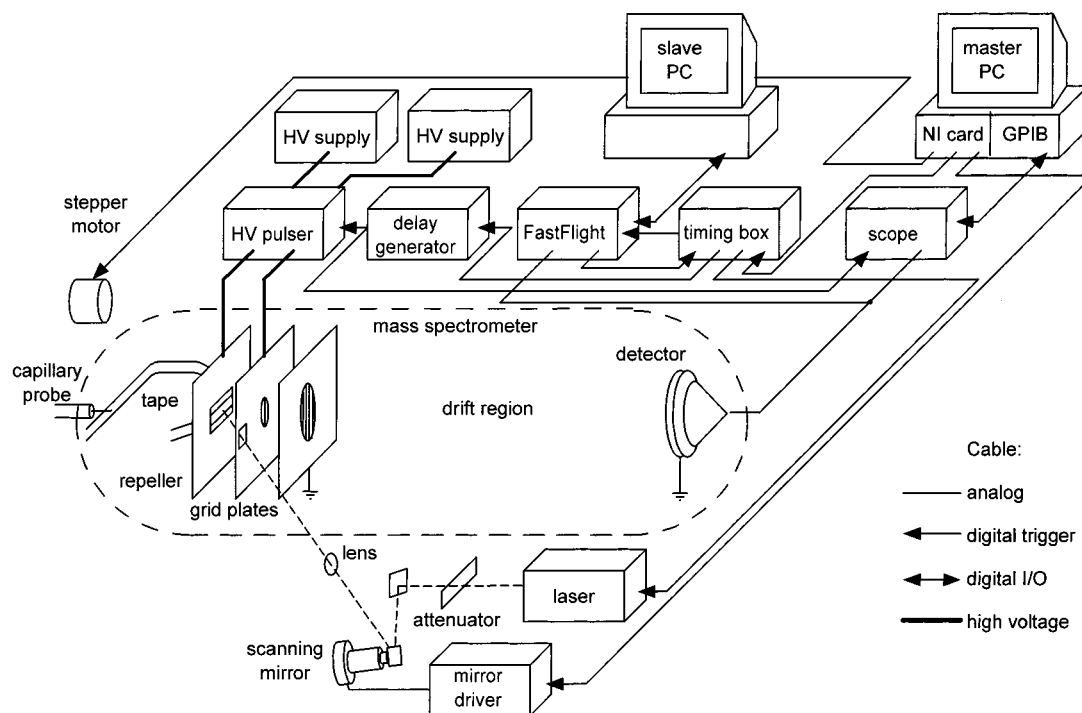 slave
PC
master
PC
HV supply
HV supply
NI card
GPIB
stepper
motor
HV pulser
delay
generator
FastFlight
timing box
scope
mass spectrometer
detector
capillary
probe
tape
drift region
repeller
grid plates
Cable:
analog
digital trigger
digital I/O
high voltage
lens
attenuator
laser
scanning
mirror
mirror
driver